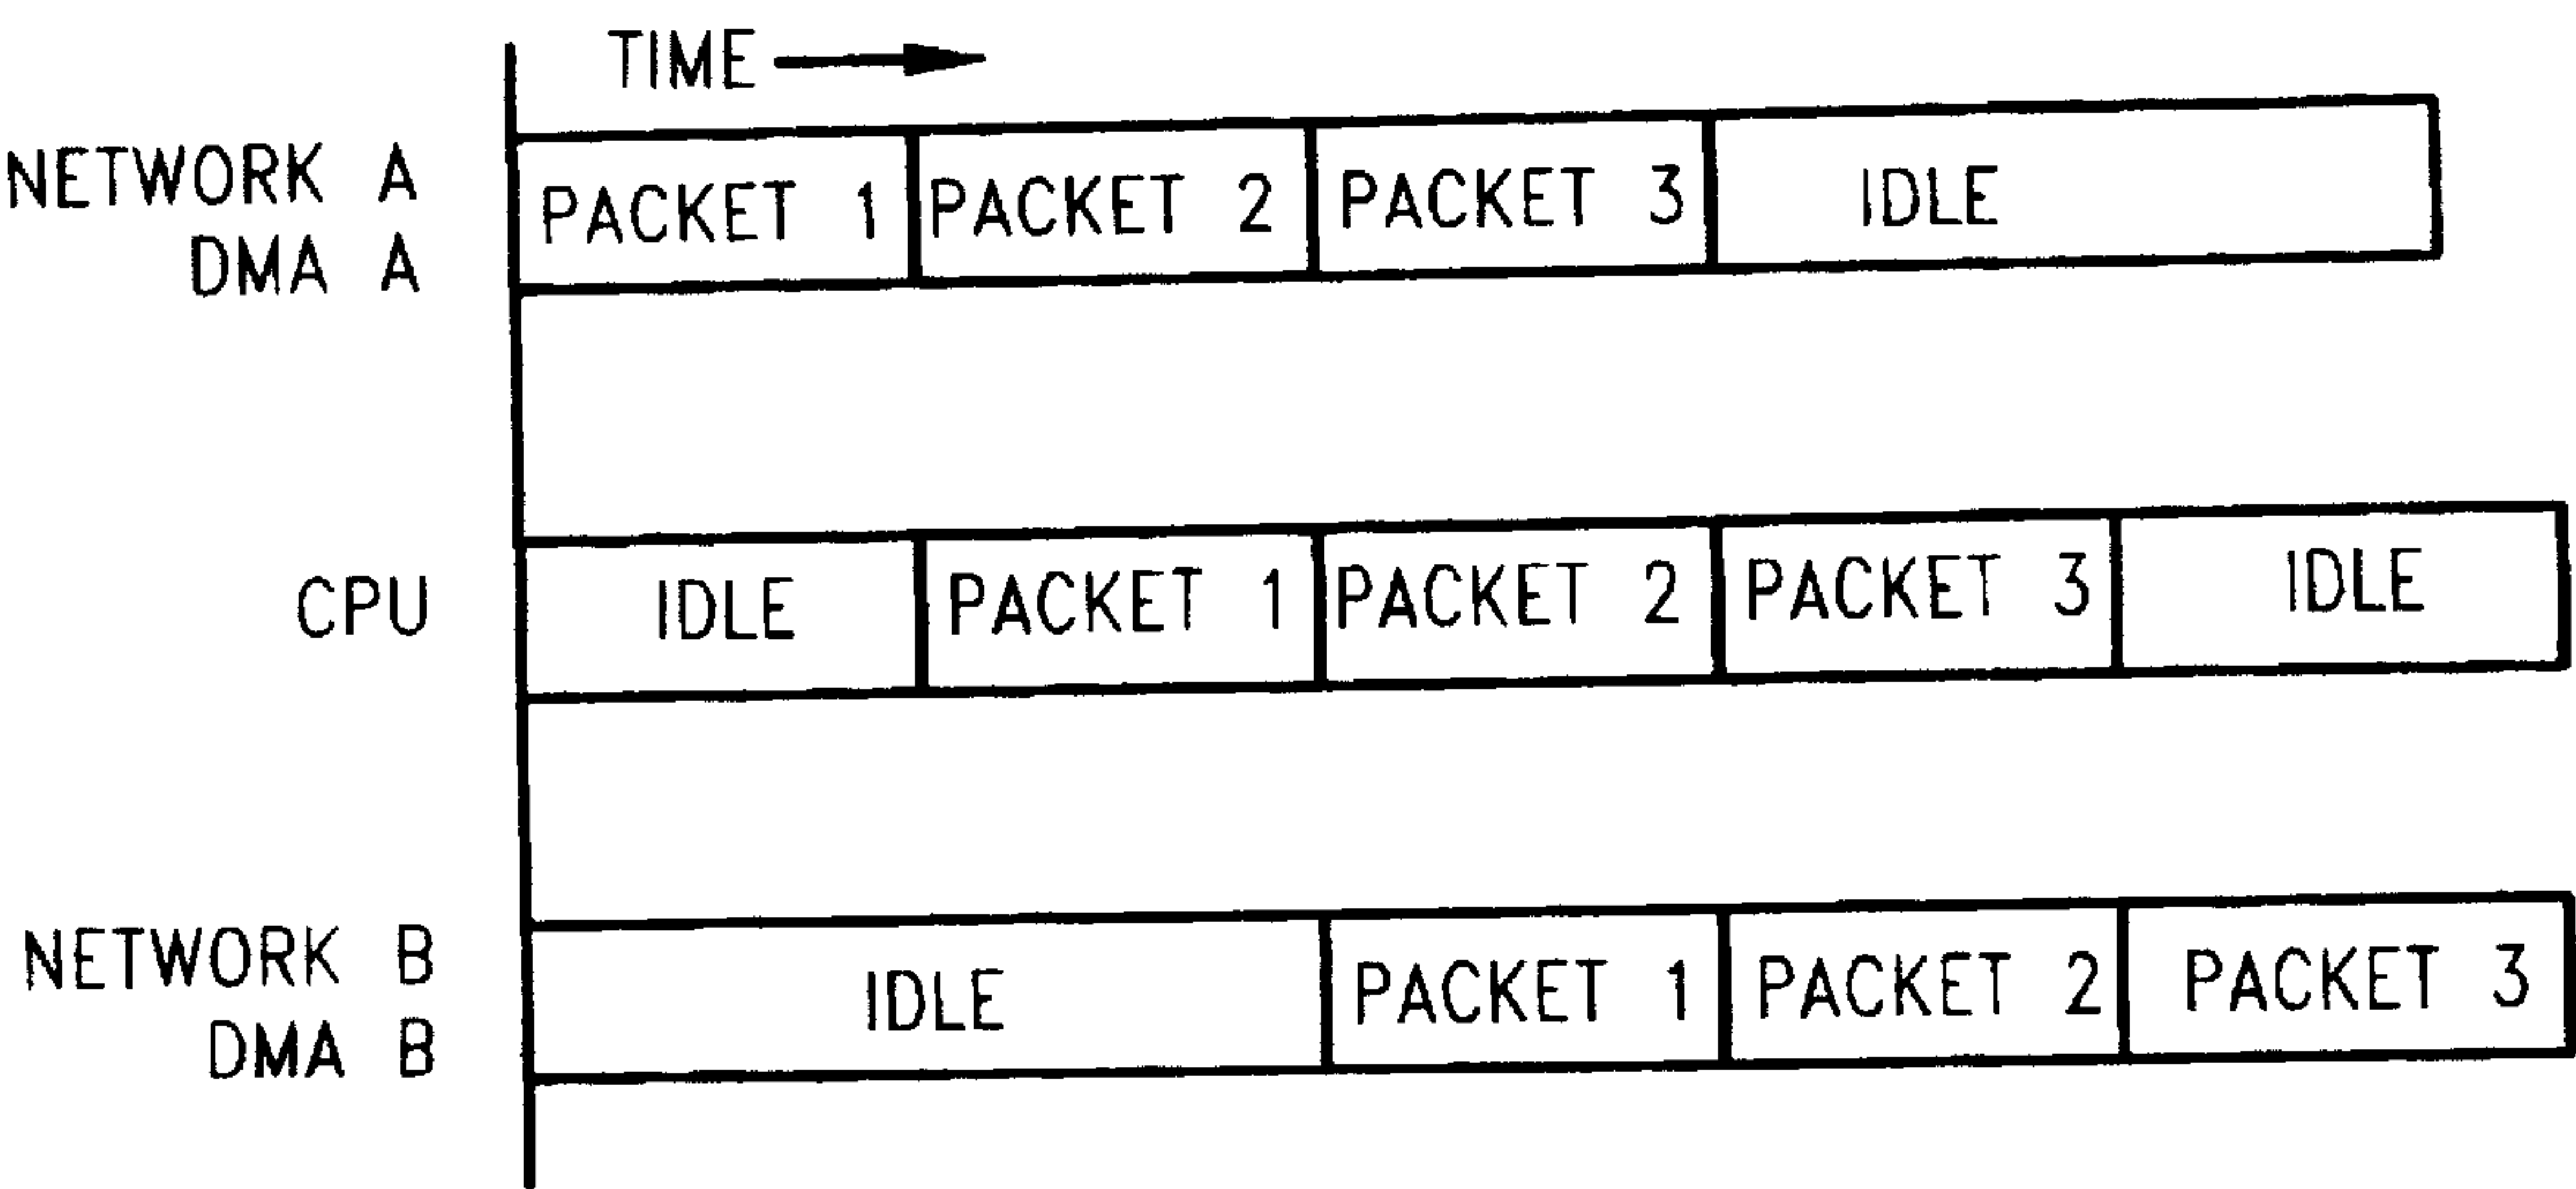 TIME
NETWORK A
DMA A
PACKET 1 PACKET 2 PACKET 3 IDLE
CPU
IDLE PACKET 1 PACKET 2 PACKET 3 IDLE
NETWORK B
DMA B
IDLE PACKET 1 PACKET 2 PACKET 3